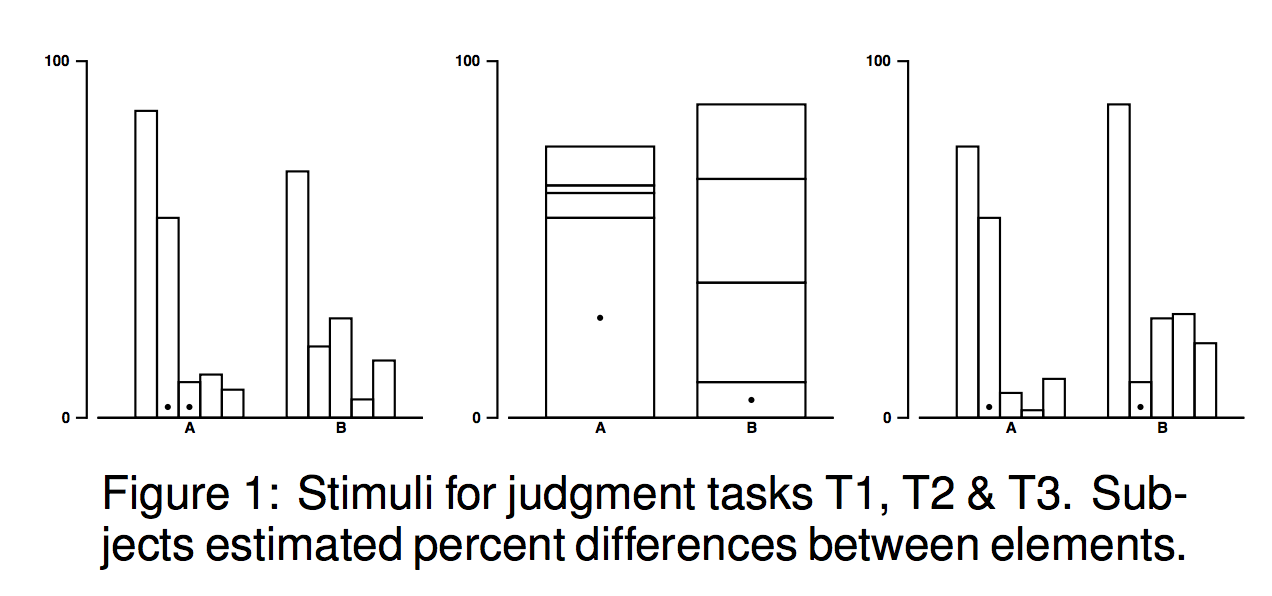 100
100
100
0
0
0
A
B
A
B
A
B
Figure 1: Stimuli for judgment tasks T1, T2 & T3. Sub-
jects estimated percent differences between elements.